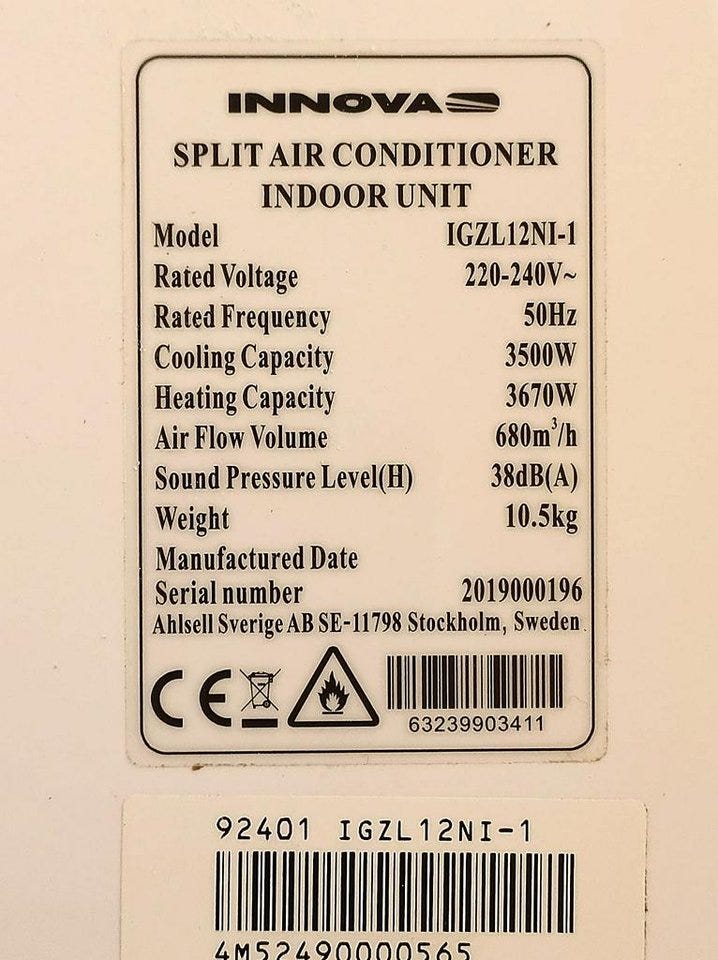 INNOVA
SPLIT AIR CONDITIONER
INDOOR UNIT
Model IGZL12NI-1
Rated Voltage 220-240V~
Rated Frequency 50Hz
Cooling Capacity 3500W
Heating Capacity 3670W
Air Flow Volume 680m³/h
Sound Pressure Level(H) 38dB(A)
Weight 10.5kg
Manufactured Date
Serial number 2019000196
Ahlsell Sverige AB SE-11798 Stockholm, Sweden
CE
63239903411
92401 IGZL12NI-1
4M52490000565